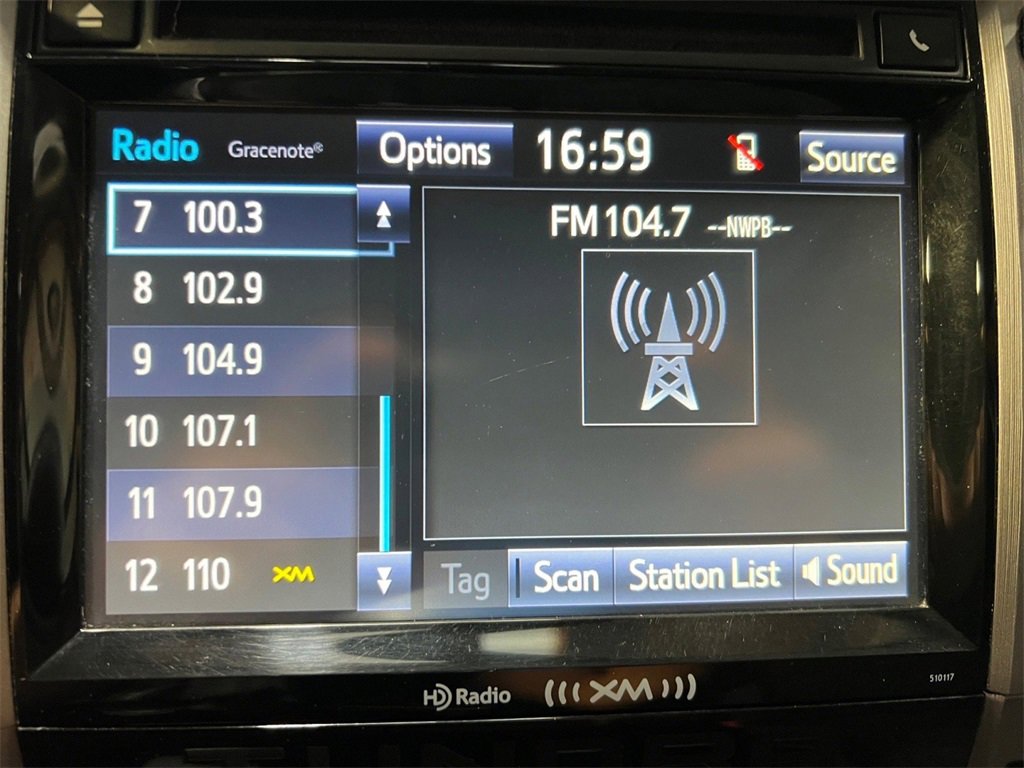 Radio Gracenote® Options 16:59 Source
7 100.3
8 102.9
9 104.9
10 107.1
11 107.9
12 110 XM
FM 104.7 --NWPB--
Tag Scan Station List Sound
HD Radio ((( XM )))
510117